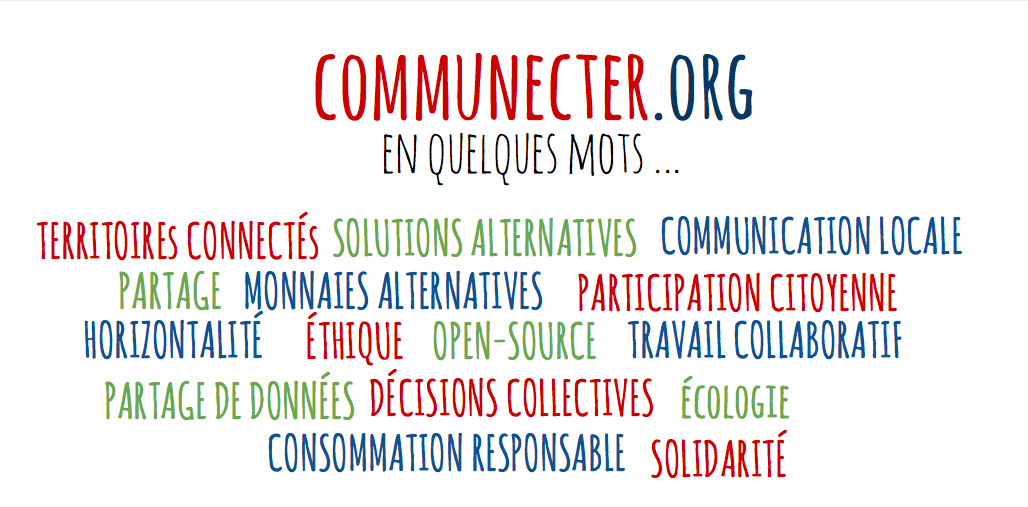 COMMUNECTER.ORG
EN QUELQUES MOTS ...
TERRITOIREs CONNECTÉs SOLUTIONS ALTERNATIVES COMMUNICATION LOCALE
PARTAGE MONNAIES ALTERNATIVES PARTICIPATION CITOYENNE
HORIZONTALITÉ ÉTHIQUE OPEN-SOURCE TRAVAIL COLLABORATIF
PARTAGE DE DONNÉES DÉCISIONS COLLECTIVES ÉCOLOGIE
CONSOMMATION RESPONSABLE SOLIDARITÉ